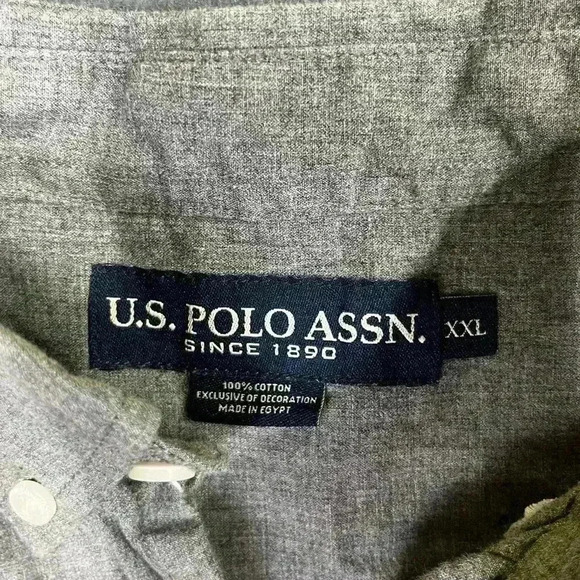 U.S. POLO ASSN.
SINCE 1890
XXL
100% COTTON
EXCLUSIVE OF DECORATION
MADE IN EGYPT